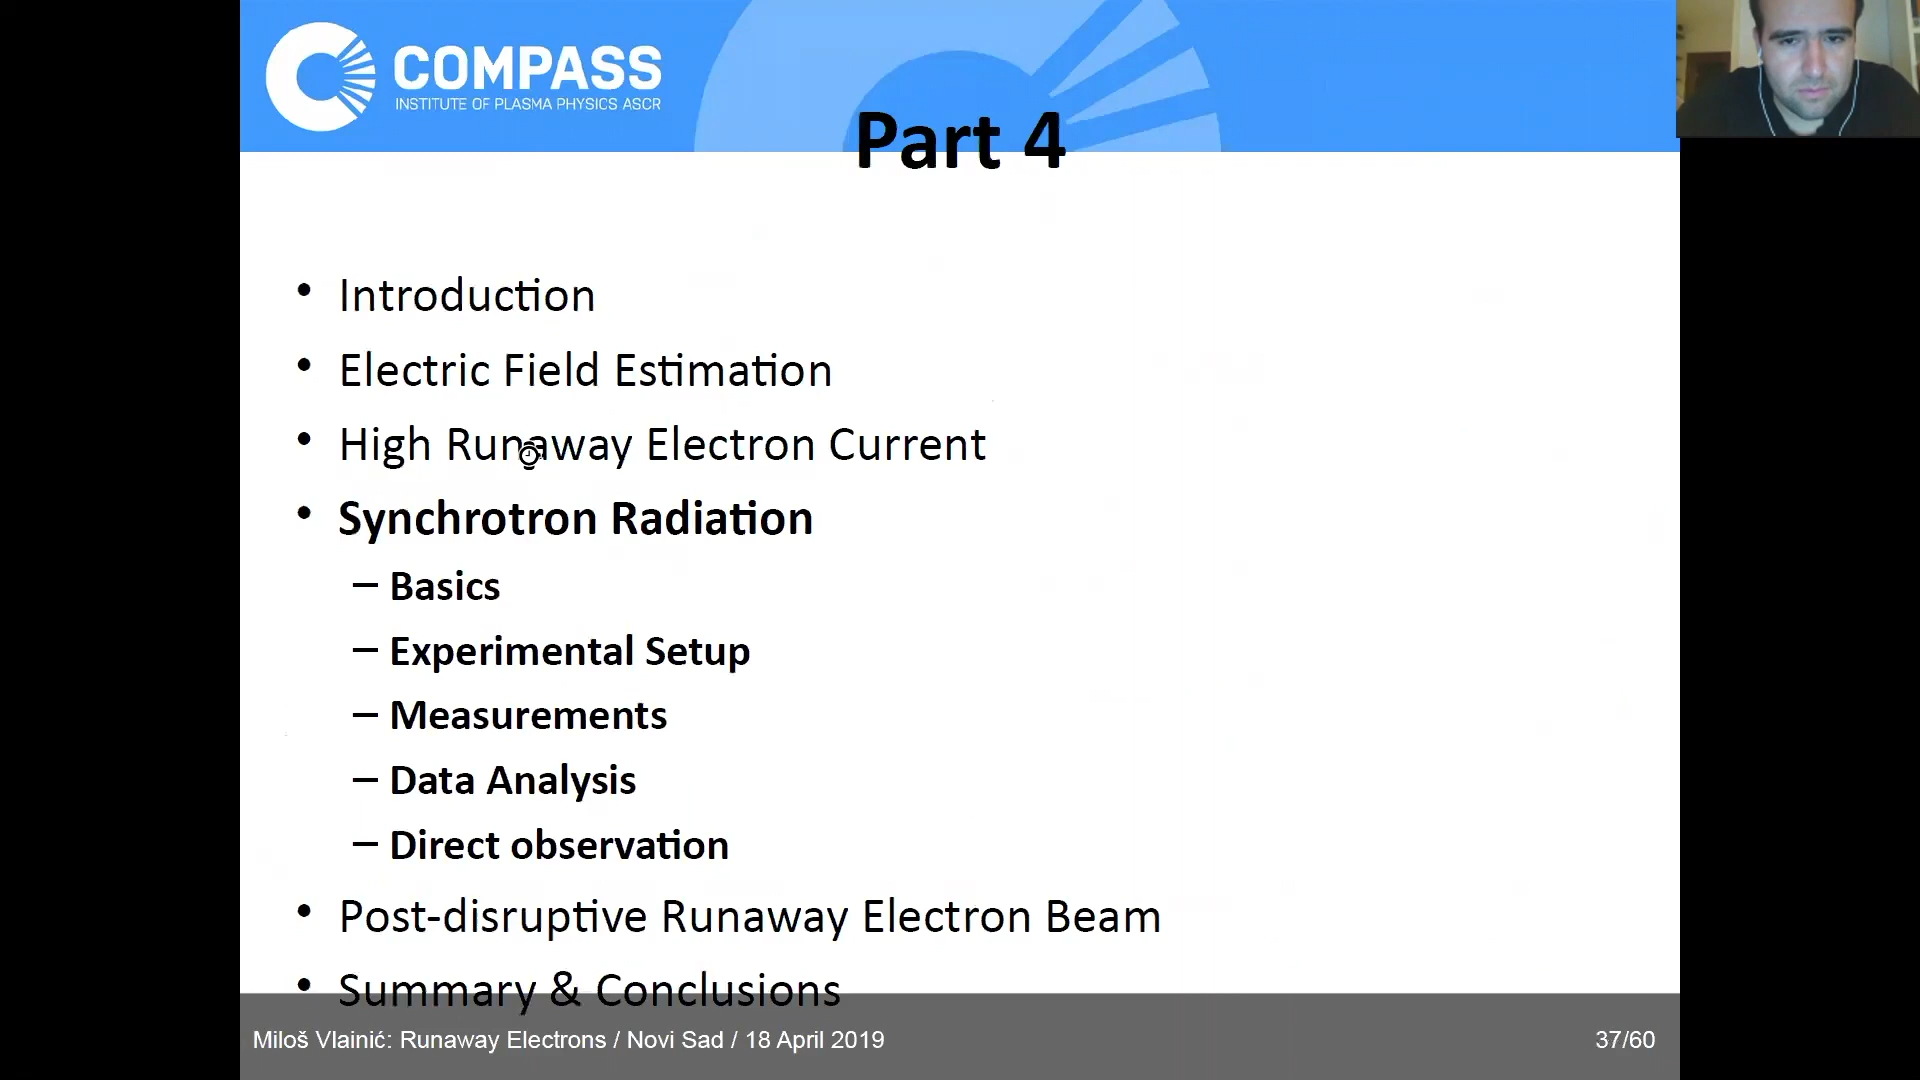 COMPASS
INSTITUTE OF PLASMA PHYSICS ASCR
Part 4
• Introduction
• Electric Field Estimation
• High Runaway Electron Current
• Synchrotron Radiation
– Basics
– Experimental Setup
– Measurements
– Data Analysis
– Direct observation
• Post-disruptive Runaway Electron Beam
• Summary & Conclusions
Miloš Vlainić: Runaway Electrons / Novi Sad / 18 April 2019
37/60